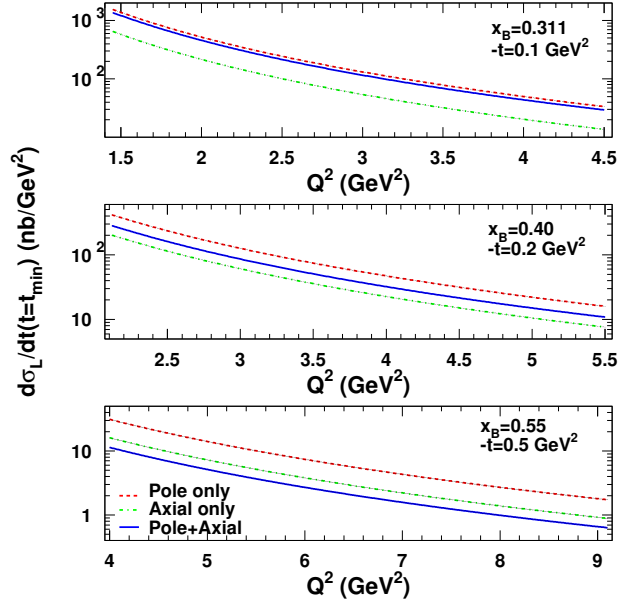 10³
10²
x_B=0.311
-t=0.1 GeV²
1.5 2 2.5 3 3.5 4 4.5
Q² (GeV²)
dσ_L/dt(t=t_min) (nb/GeV²)
10²
10
x_B=0.40
-t=0.2 GeV²
2.5 3 3.5 4 4.5 5 5.5
Q² (GeV²)
10
1
x_B=0.55
-t=0.5 GeV²
Pole only
Axial only
Pole+Axial
4 5 6 7 8 9
Q² (GeV²)